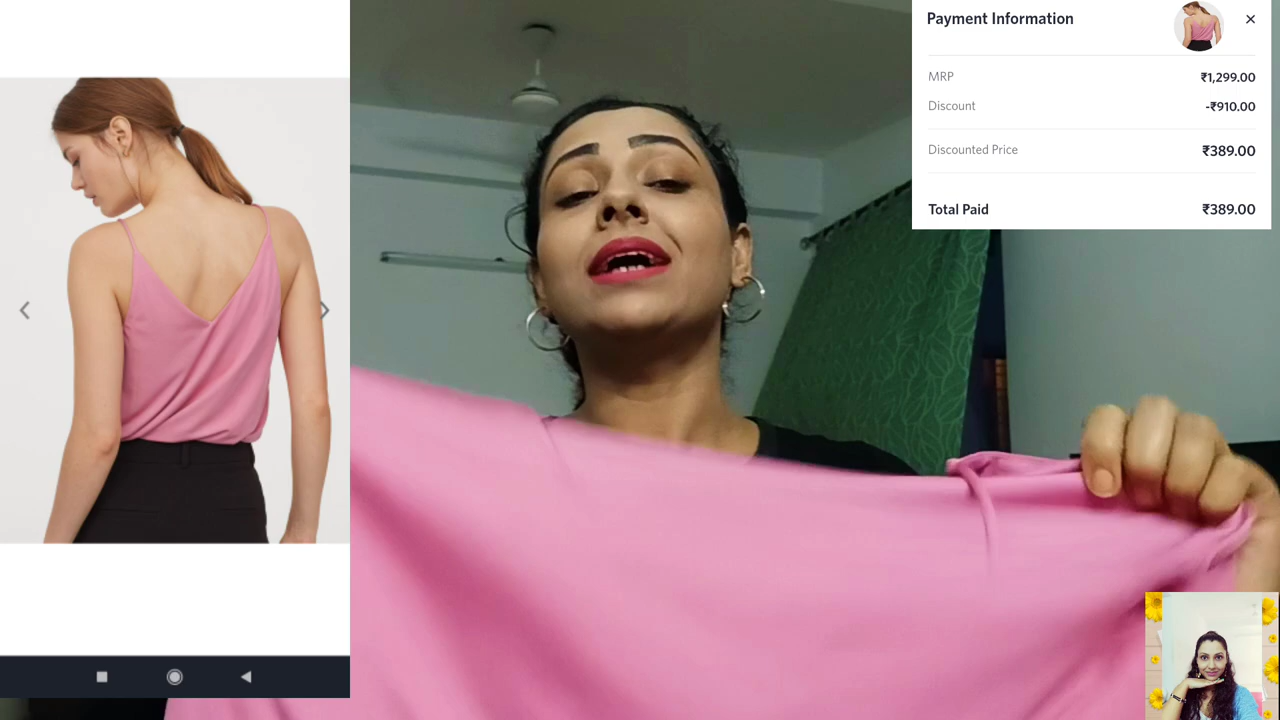 Payment Information
MRP ₹1,299.00
Discount -₹910.00
Discounted Price ₹389.00
Total Paid ₹389.00